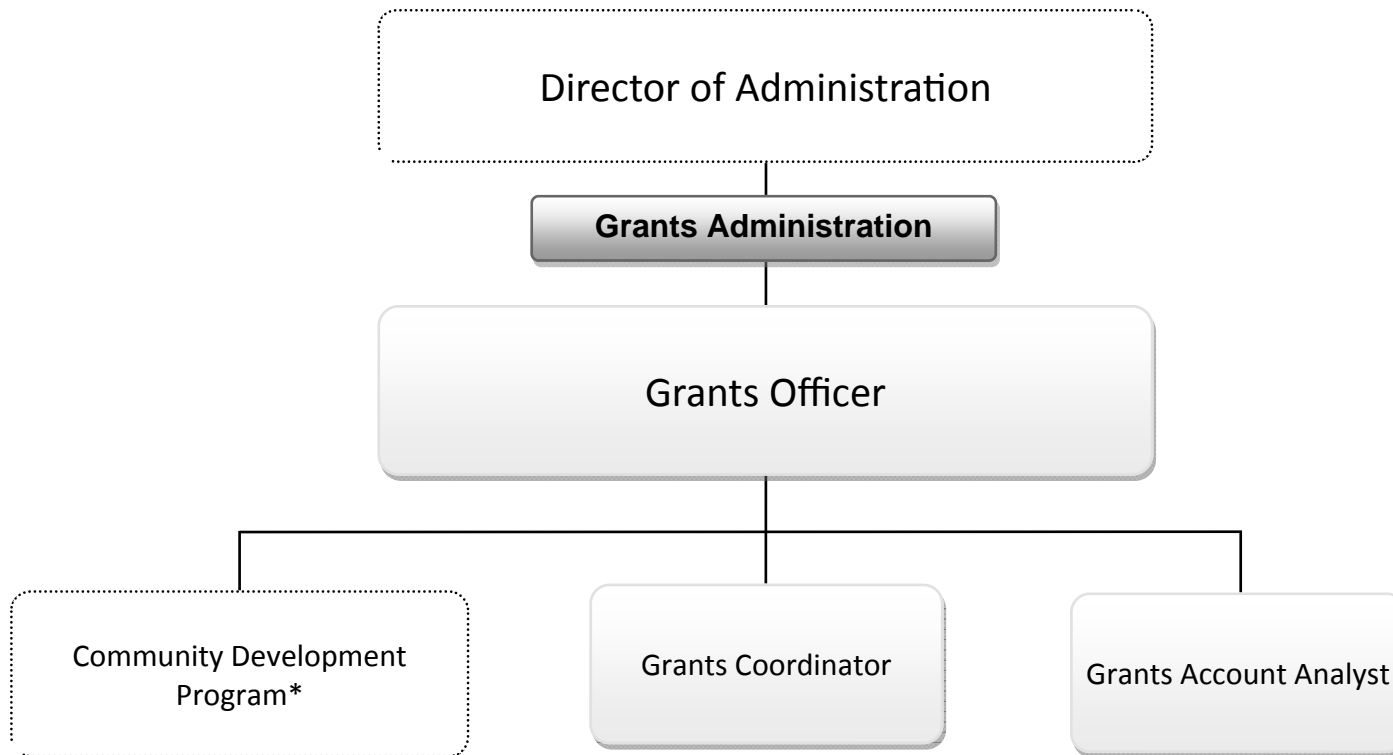 Director of Administration
Grants Administration
Grants Officer
Community Development
Program*
Grants Coordinator
Grants Account Analyst